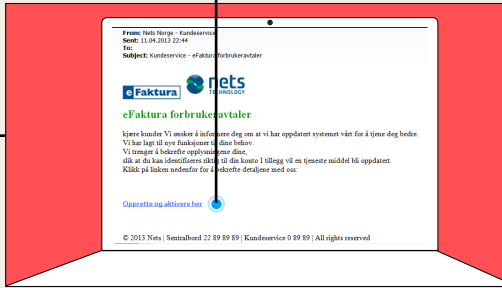 From: Nets Norge - Kundeservice
Sent: 11.04.2013 22:44
To:
Subject: Kundeservice - eFaktura forbrukeravtaler
e Faktura
nets
TECHNOLOGY
eFaktura forbrukeravtaler
kjære kunder Vi ønsker å informere deg om at vi har oppdatert systemet vårt for å tjene deg bedre.
Vi har lagt til nye funksjoner til dine behov.
Vi trenger å bekrefte opplysningene dine,
slik at du kan identifiseres riktig til din konto I tillegg vil en tjeneste middel bli oppdatert.
Klikk på lisken nedenfor for å bekrefte detaljene med oss:
Opprette og aktivere her
© 2013 Nets | Sentralbord 22 89 89 89 | Kundeservice 0 89 89 | All rights reserved